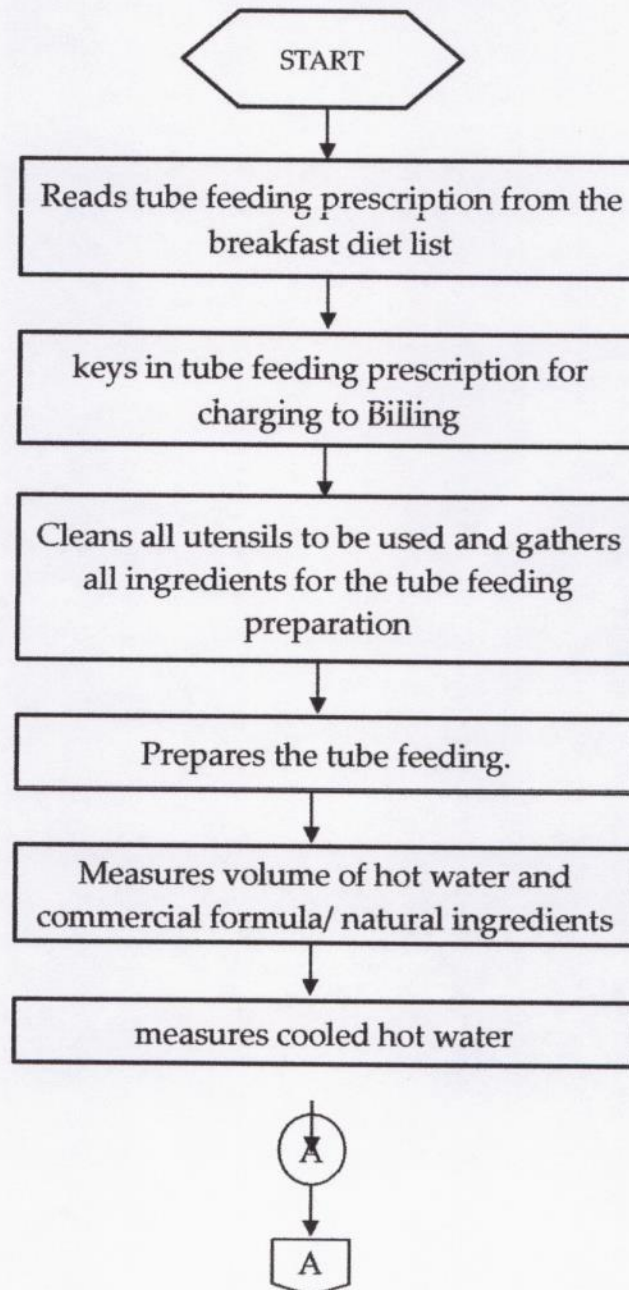 START
Reads tube feeding prescription from the
breakfast diet list
keys in tube feeding prescription for
charging to Billing
Cleans all utensils to be used and gathers
all ingredients for the tube feeding
preparation
Prepares the tube feeding.
Measures volume of hot water and
commercial formula/ natural ingredients
measures cooled hot water
A
A